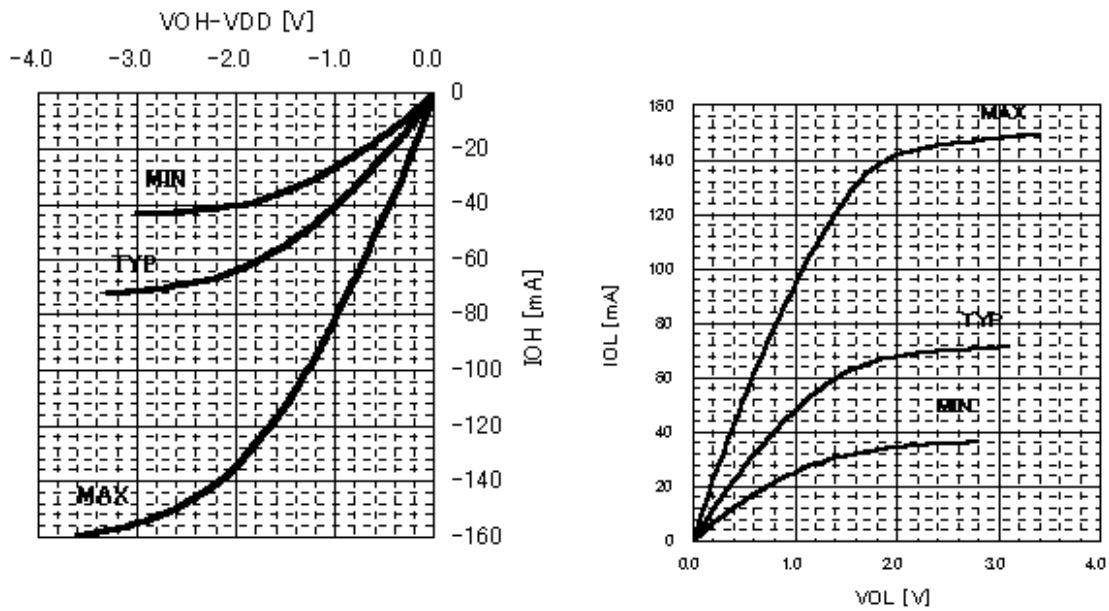 VOH-VDD [V]
-4.0 -3.0 -2.0 -1.0 0.0
0
-20
-40
-60
-80
-100
-120
-140
-160
IOH [mA]
MIN
TYP
MAX
160
140
120
100
80
60
40
20
0
IOL [mA]
MAX
TYP
MIN
0.0 1.0 2.0 3.0 4.0
VOL [V]